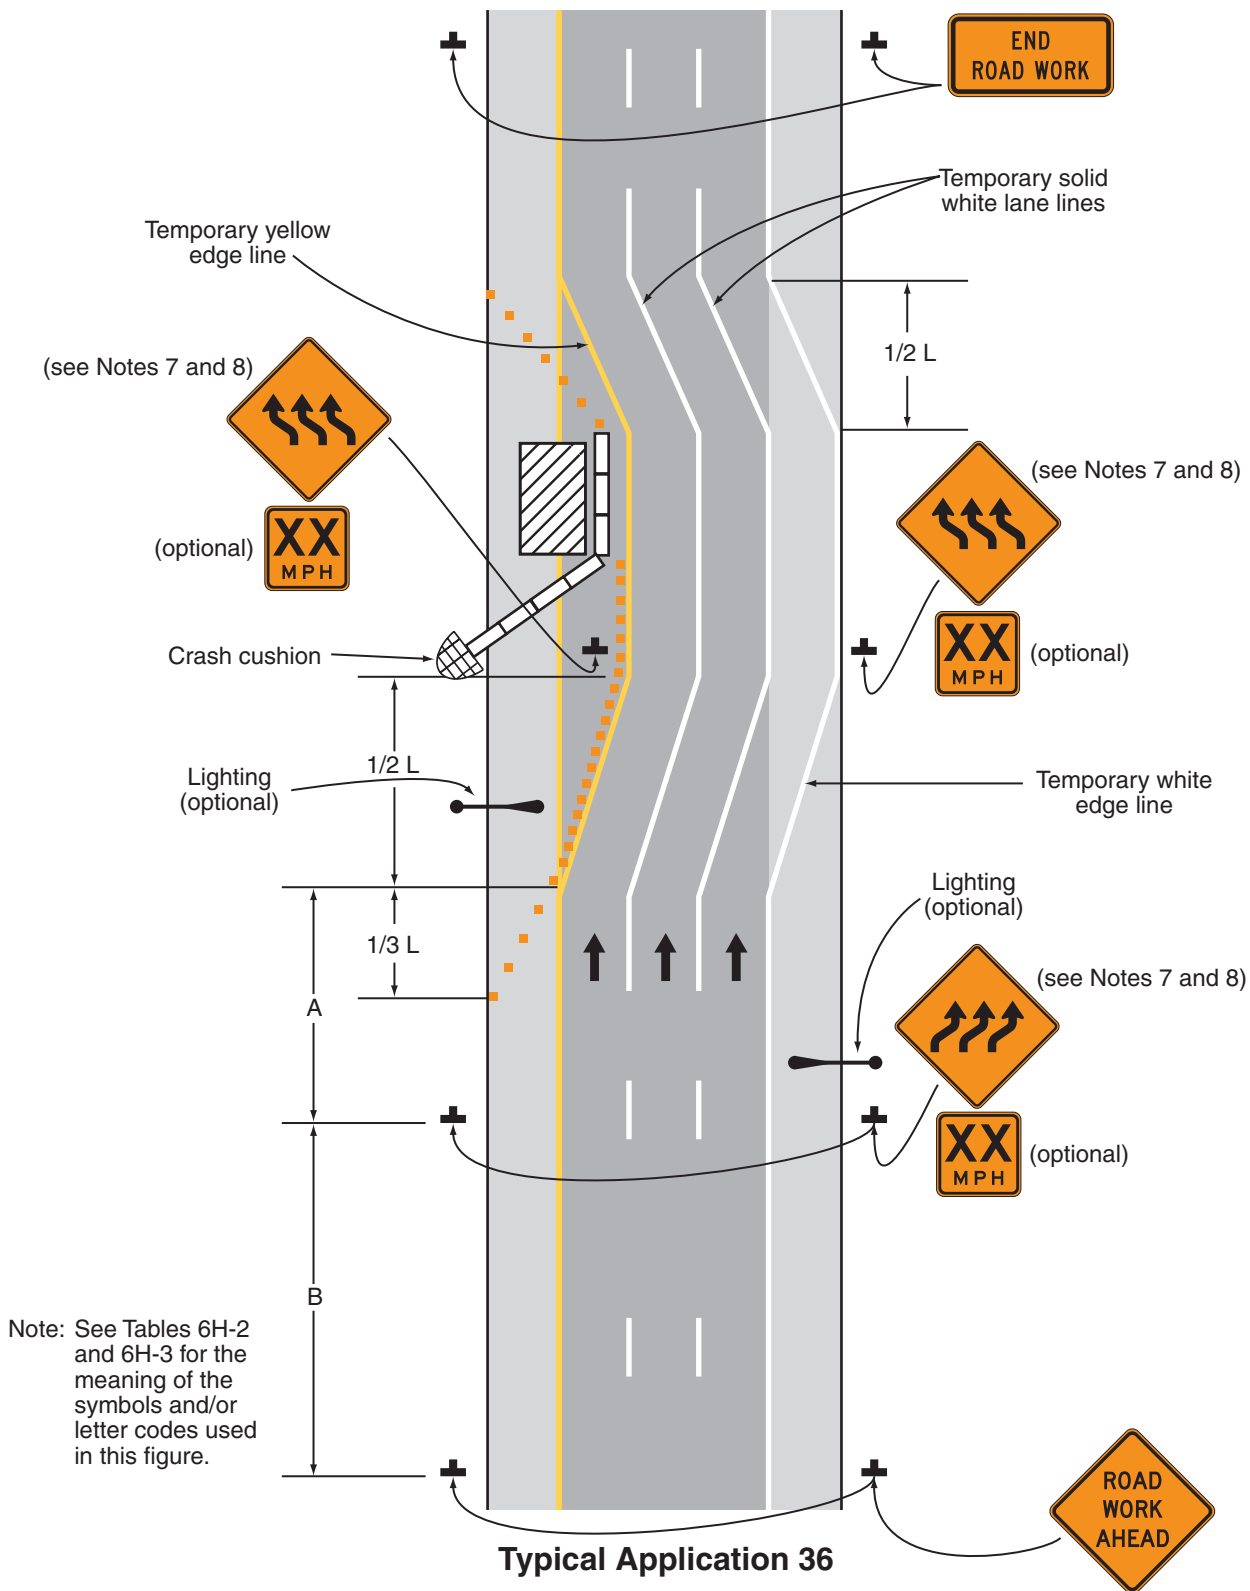 END
ROAD WORK
Temporary solid
white lane lines
Temporary yellow
edge line
1/2 L
(see Notes 7 and 8)
(see Notes 7 and 8)
XX
MPH
(optional)
XX
MPH
(optional)
Crash cushion
1/2 L
Lighting
(optional)
Temporary white
edge line
Lighting
(optional)
1/3 L
(see Notes 7 and 8)
A
XX
MPH
(optional)
B
Note: See Tables 6H-2
and 6H-3 for the
meaning of the
symbols and/or
letter codes used
in this figure.
ROAD
WORK
AHEAD
Typical Application 36